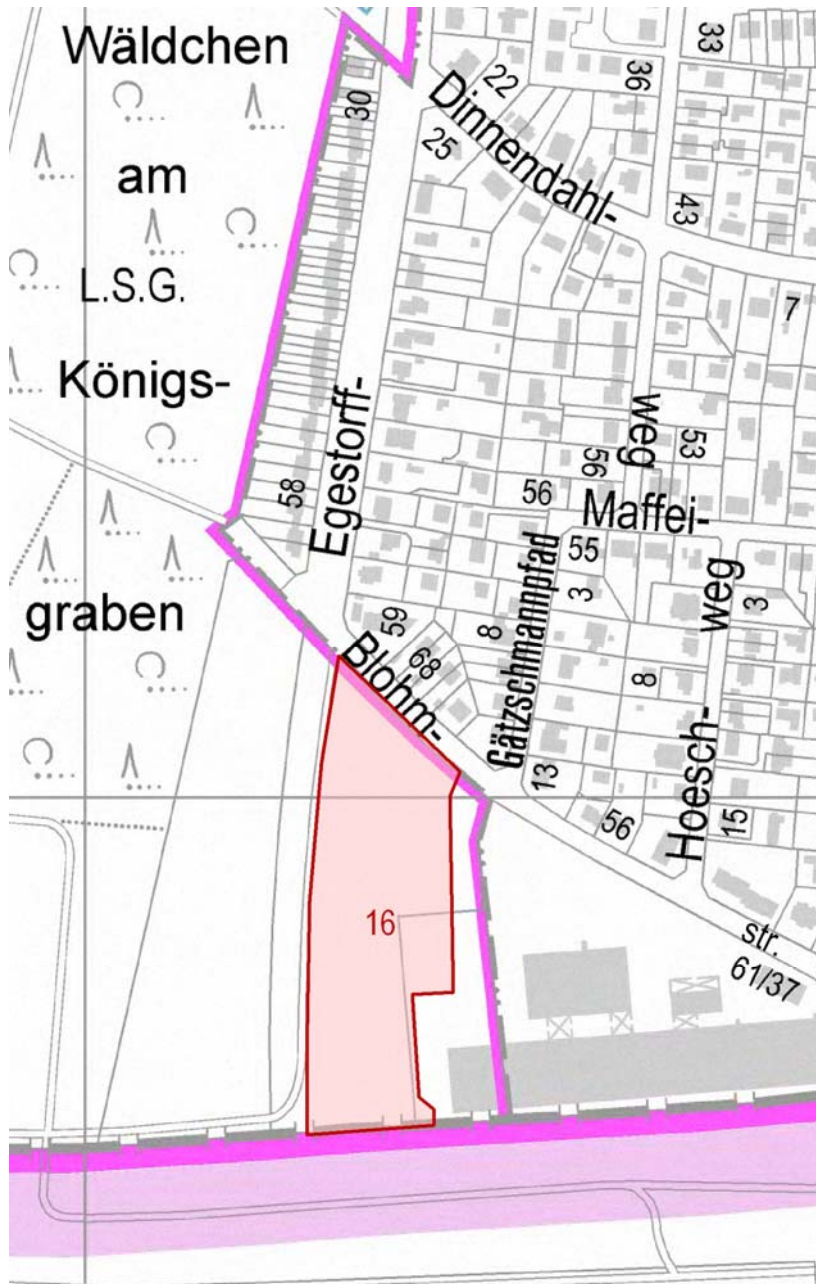 Wäldchen
am
L.S.G.
Königs-
graben
30
22
25
Dinnendahl-
36
33
43
7
58
Egestorff-
weg
53
56
56
Maffei-
55
3
Gätzschmannpfad
8
59
68
Blohm-
weg
3
8
Hoesch-
15
13
56
str.
61/37
16